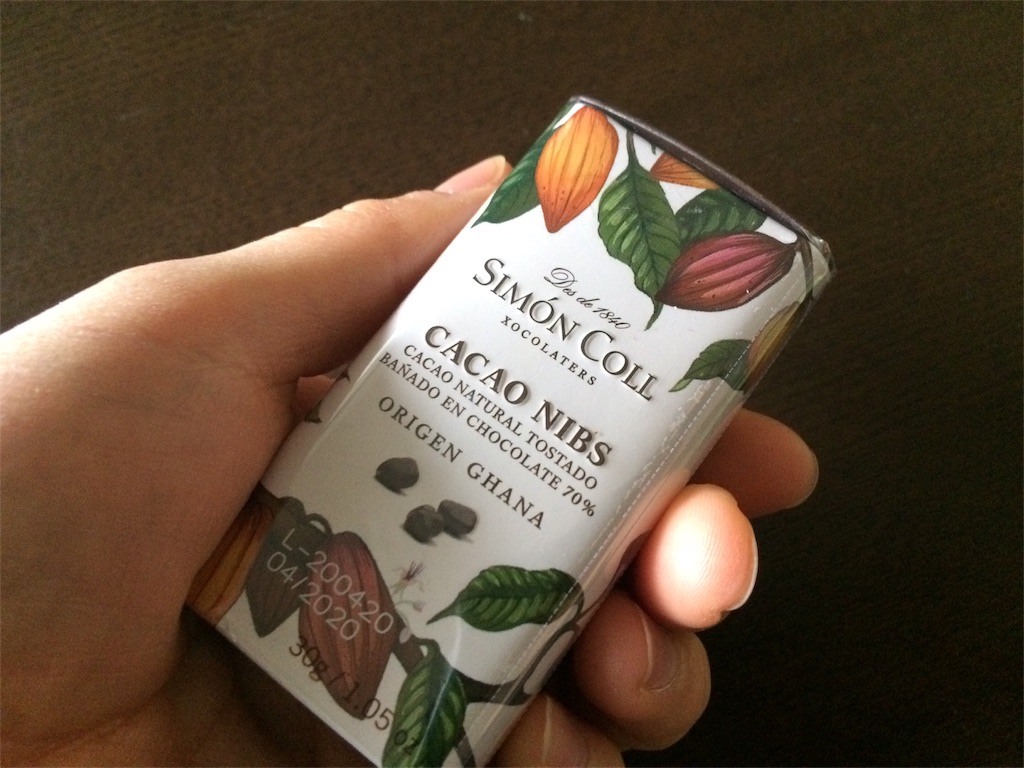 Des de 1840
SIMÓN COLL
XOCOLATERS
CACAO NIBS
CACAO NATURAL TOSTADO
BAÑADO EN CHOCOLATE 70%
ORIGEN GHANA
L-200420
04/2020
30g / 1.05 oz